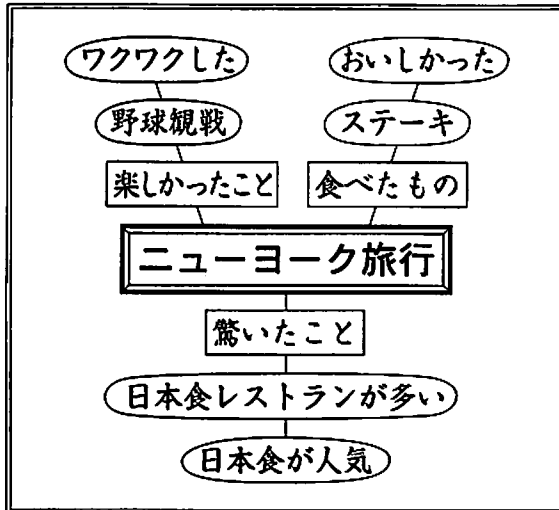 ワクワクした
おいしかった
野球観戦
ステーキ
楽しかったこと
食べたもの
ニューヨーク旅行
驚いたこと
日本食レストランが多い
日本食が人気